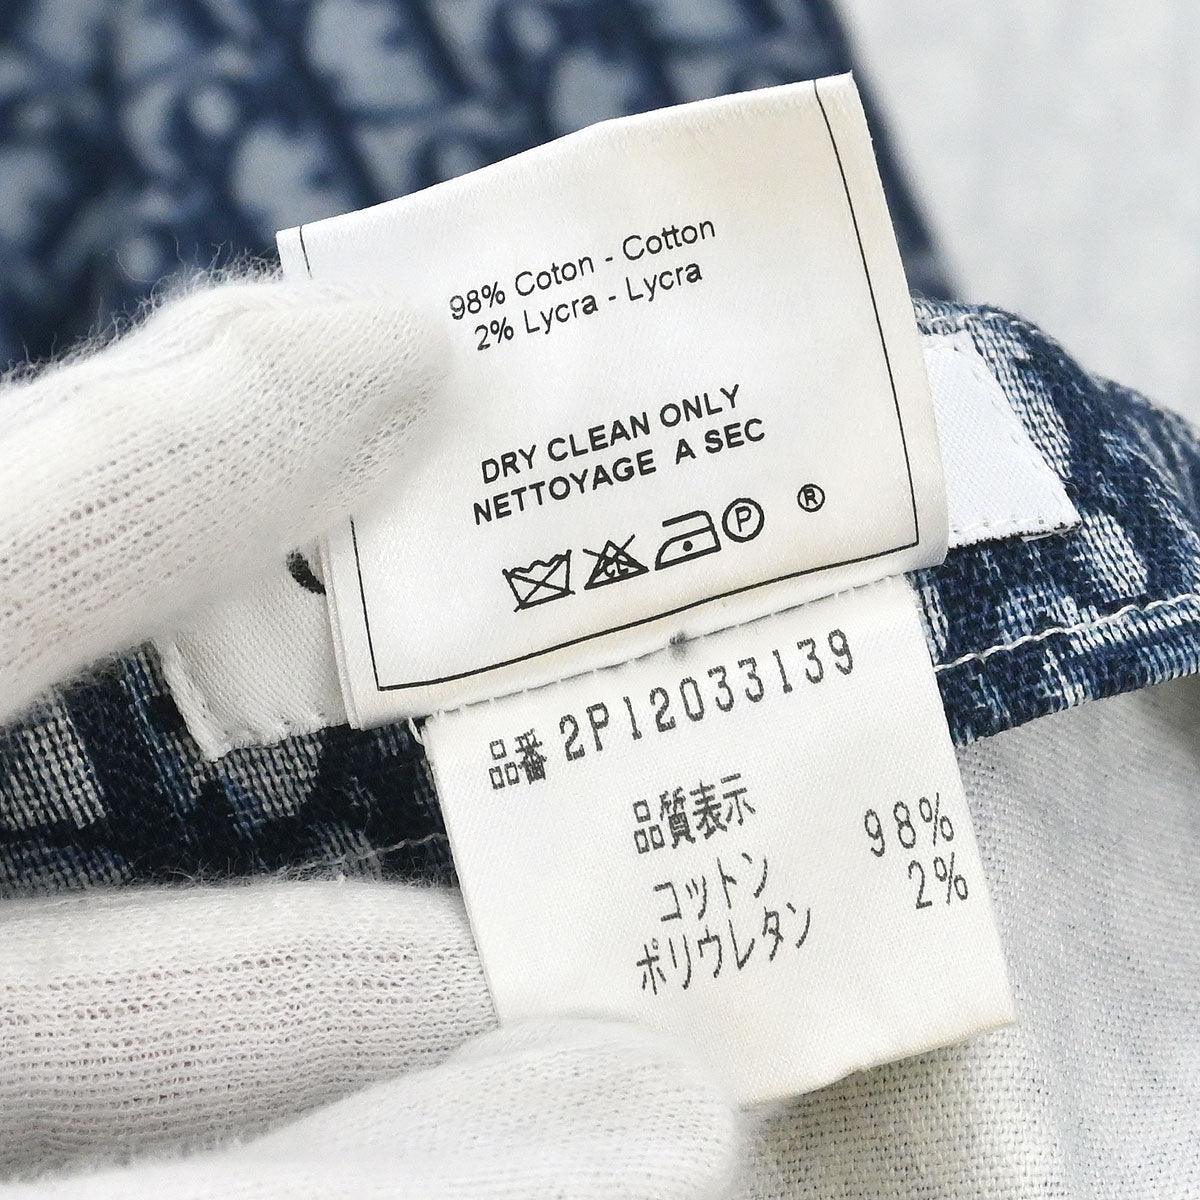 98% Coton - Cotton
2% Lycra - Lycra
DRY CLEAN ONLY
NETTOYAGE A SEC
CL P ®
品番 2P12033139
品質表示
コットン 98%
ポリウレタン 2%